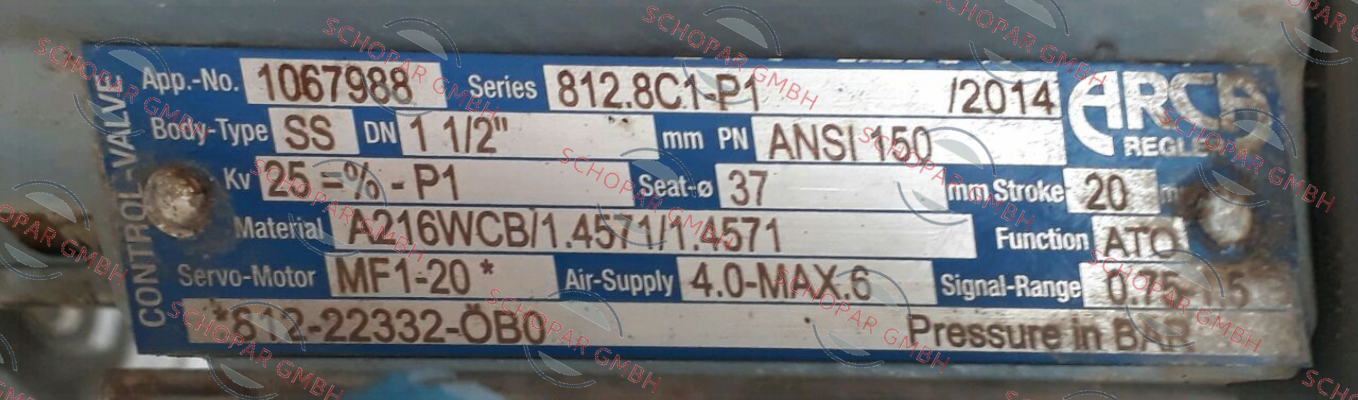 CONTROL-VALVE
App.-No. 1067988 Series 812.8C1-P1 /2014
ARCA
REGLER
Body-Type SS DN 1 1/2" mm PN ANSI 150
Kv 25 =% - P1 Seat-ø 37 mm Stroke 20
Material A216WCB/1.4571/1.4571 Function ATO
Servo-Motor MF1-20 * Air-Supply 4.0-MAX.6 Signal-Range 0.75-1.5
*812-22332-ÖB0 Pressure in BAR
SCHOPAR GMBH